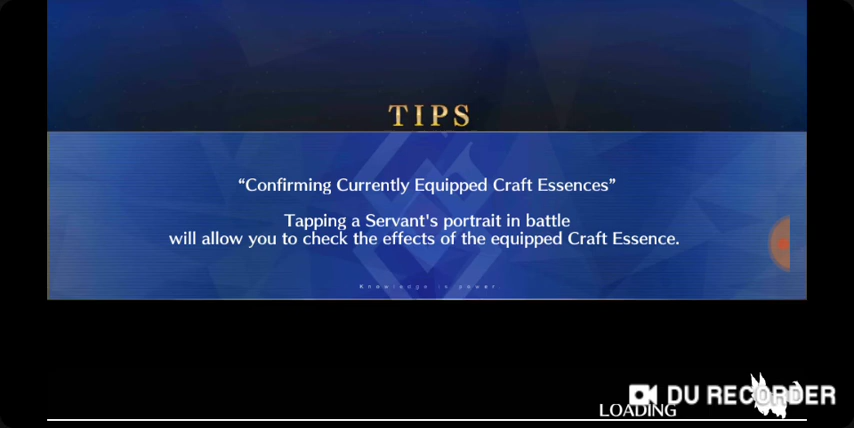 TIPS
“Confirming Currently Equipped Craft Essences”
Tapping a Servant's portrait in battle
will allow you to check the effects of the equipped Craft Essence.
Knowledge is power
DU RECORDER
LOADING